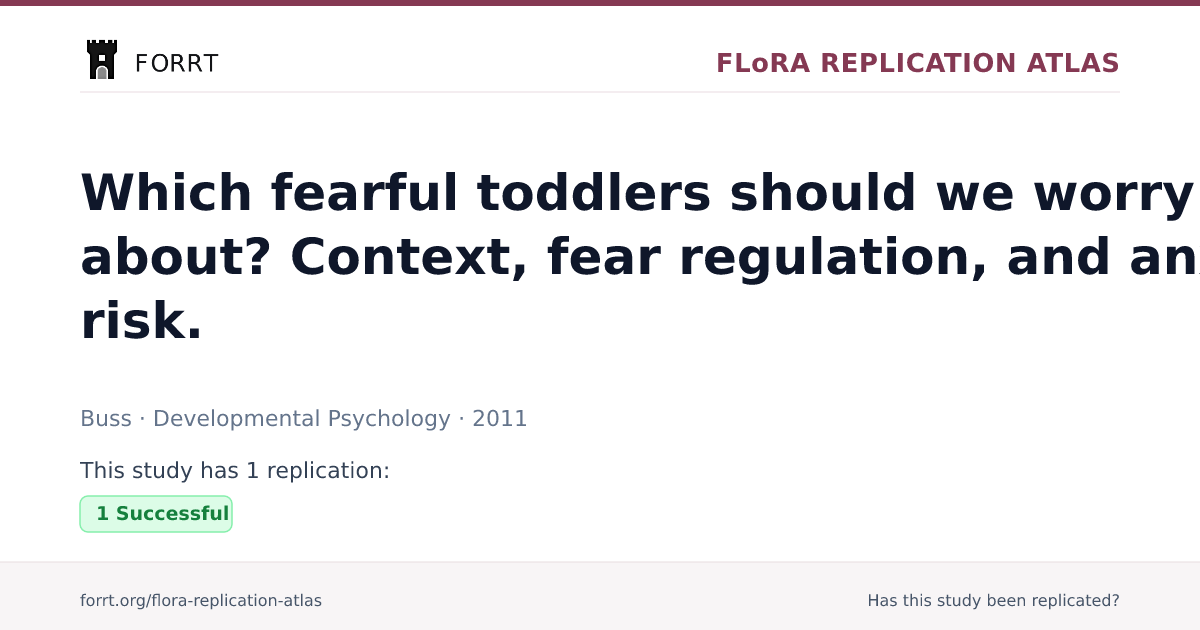 FORRT
FLoRA REPLICATION ATLAS
Which fearful toddlers should we worry
about? Context, fear regulation, and
risk.
Buss · Developmental Psychology · 2011
This study has 1 replication:
1 Successful
forrt.org/flora-replication-atlas
Has this study been replicated?